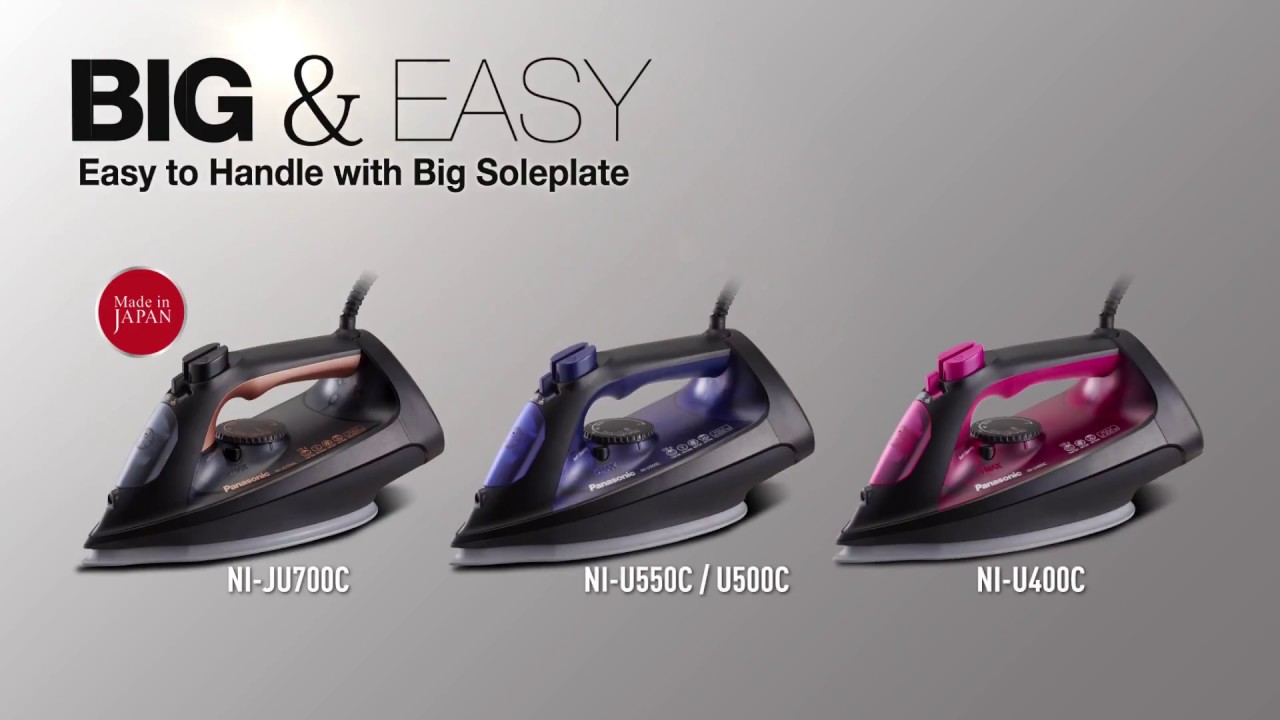 BIG & EASY
Easy to Handle with Big Soleplate
Made in
JAPAN
Panasonic
Panasonic
Panasonic
NI-JU700C
NI-U550C / U500C
NI-U400C